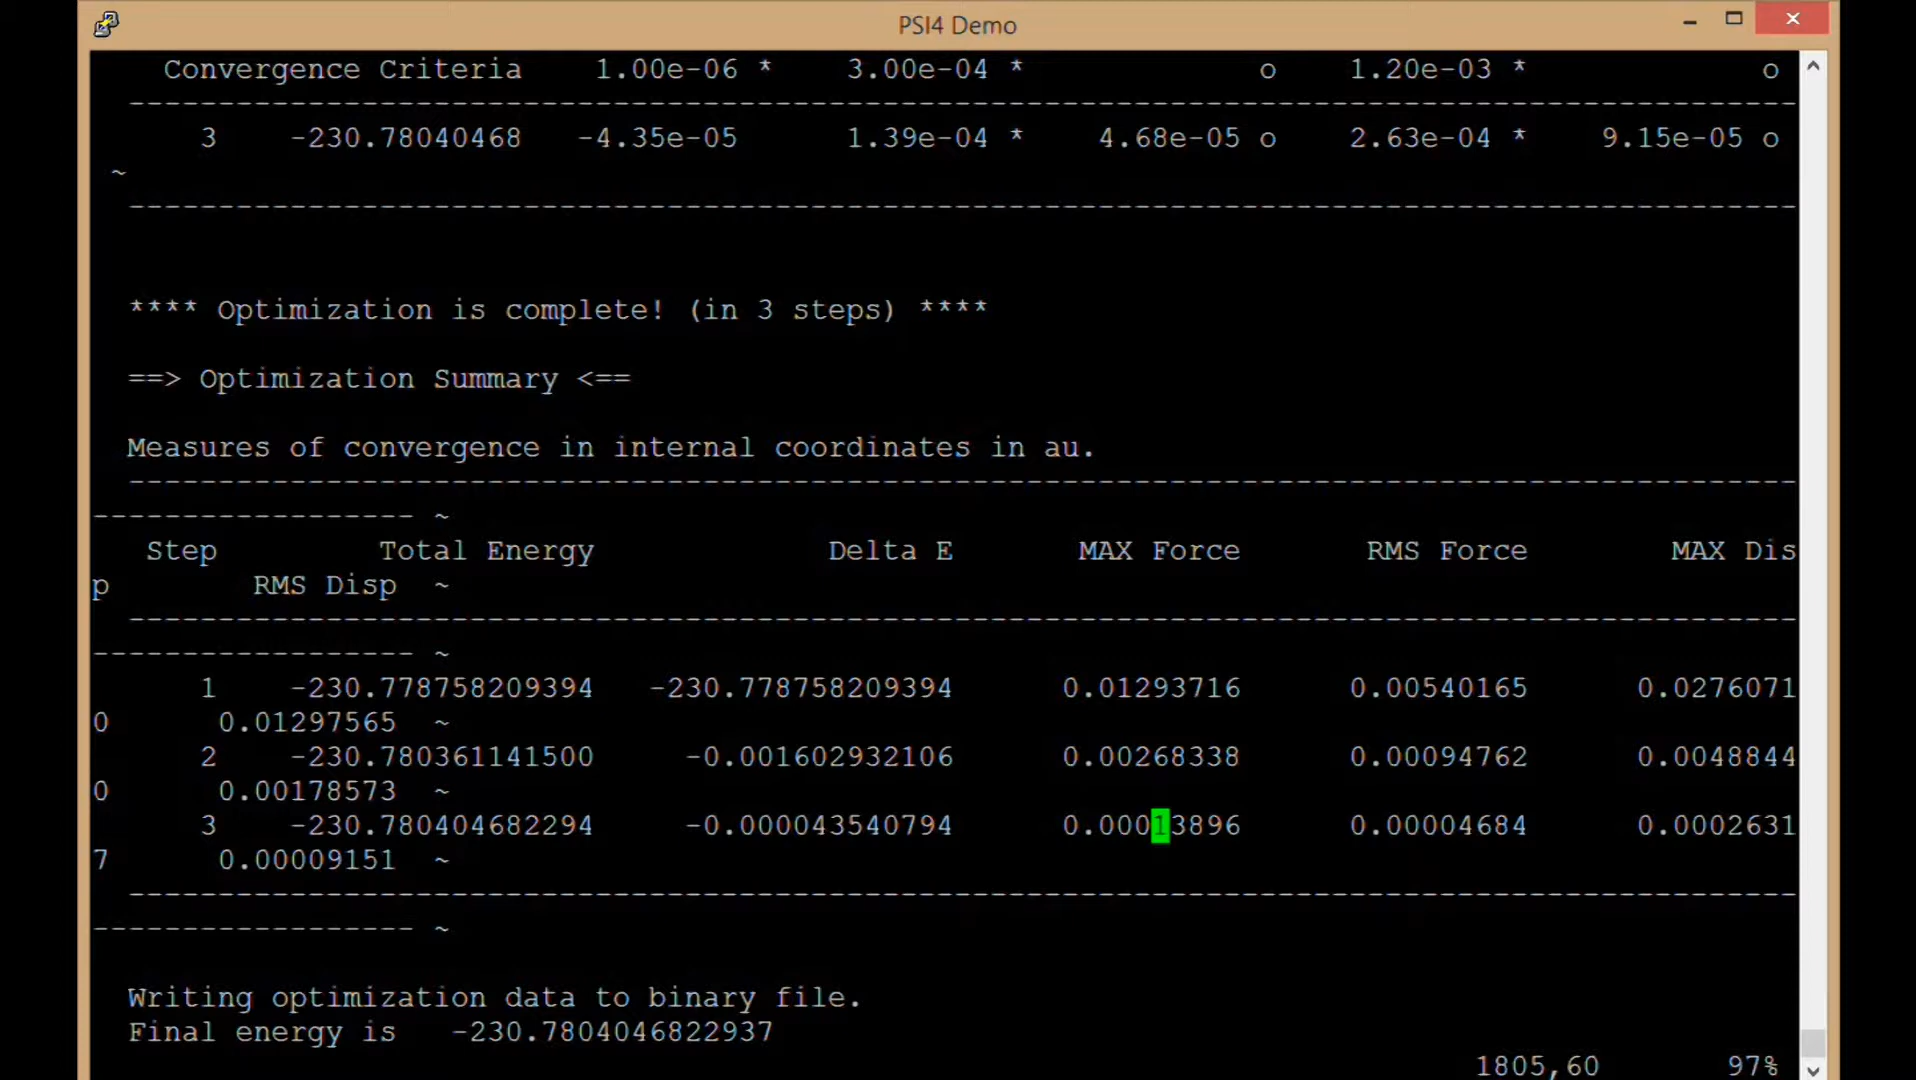 PSI4 Demo
Convergence Criteria    1.00e-06 *    3.00e-04 *             o    1.20e-03 *             o
--------------------------------------------------------------------------------------------
3    -230.78040468   -4.35e-05      1.39e-04 *    4.68e-05 o    2.63e-04 *    9.15e-05 o
~
--------------------------------------------------------------------------------------------
**** Optimization is complete! (in 3 steps) ****
==> Optimization Summary <==
Measures of convergence in internal coordinates in au.
--------------------------------------------------------------------------------------------
------------------ ~
Step         Total Energy             Delta E       MAX Force       RMS Force        MAX Dis
p        RMS Disp  ~
--------------------------------------------------------------------------------------------
------------------ ~
1    -230.778758209394   -230.778758209394      0.01293716      0.00540165      0.0276071
0      0.01297565  ~
2    -230.780361141500     -0.001602932106      0.00268338      0.00094762      0.0048844
0      0.00178573  ~
3    -230.780404682294     -0.000043540794      0.00013896      0.00004684      0.0002631
7      0.00009151  ~
--------------------------------------------------------------------------------------------
------------------ ~
Writing optimization data to binary file.
Final energy is   -230.7804046822937
1805,60       97%